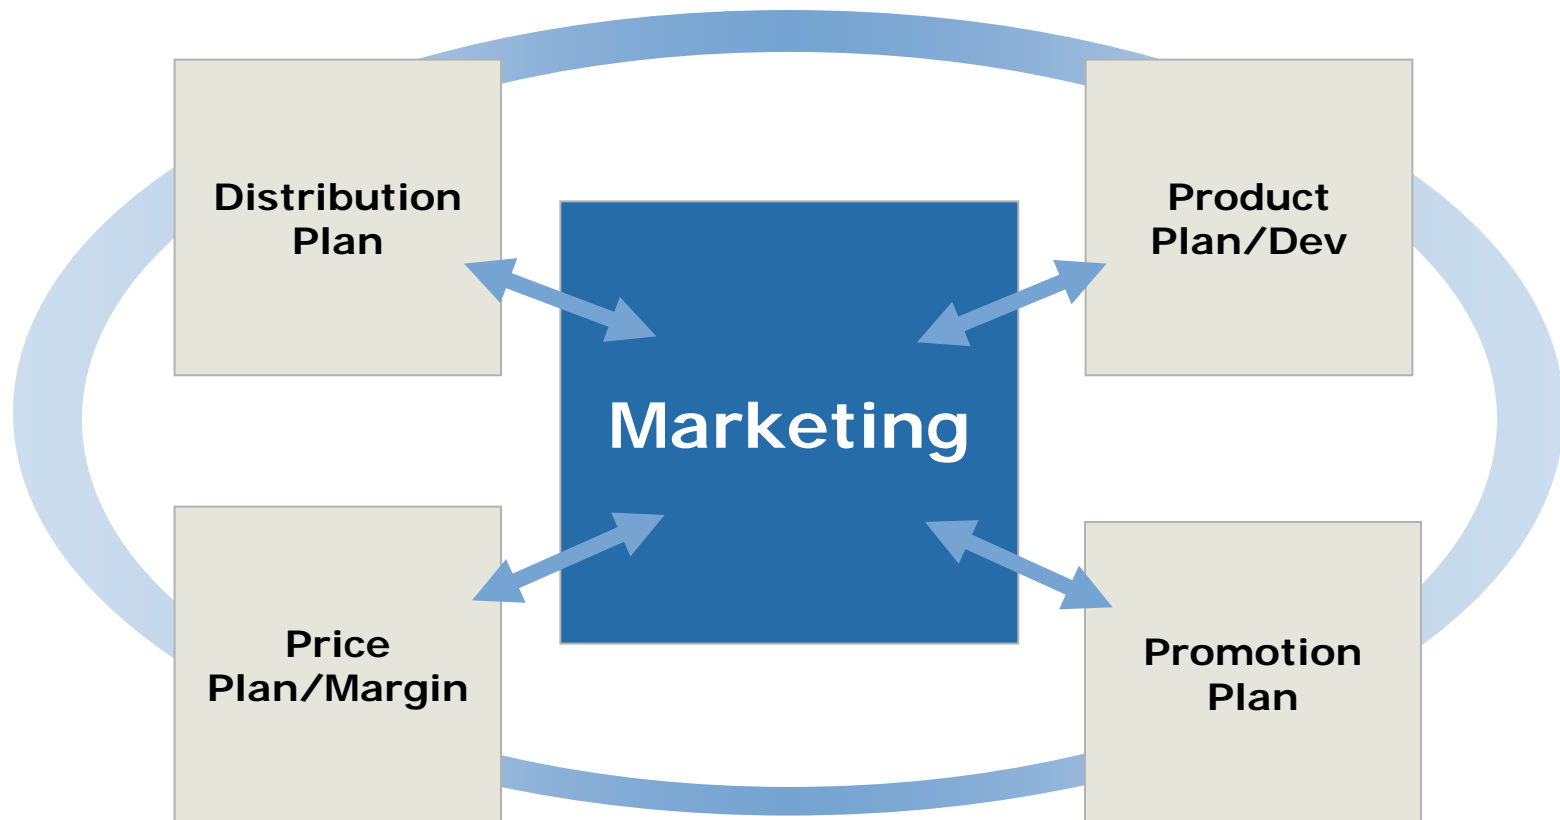 Distribution
Plan
Product
Plan/Dev
Marketing
Price
Plan/Margin
Promotion
Plan